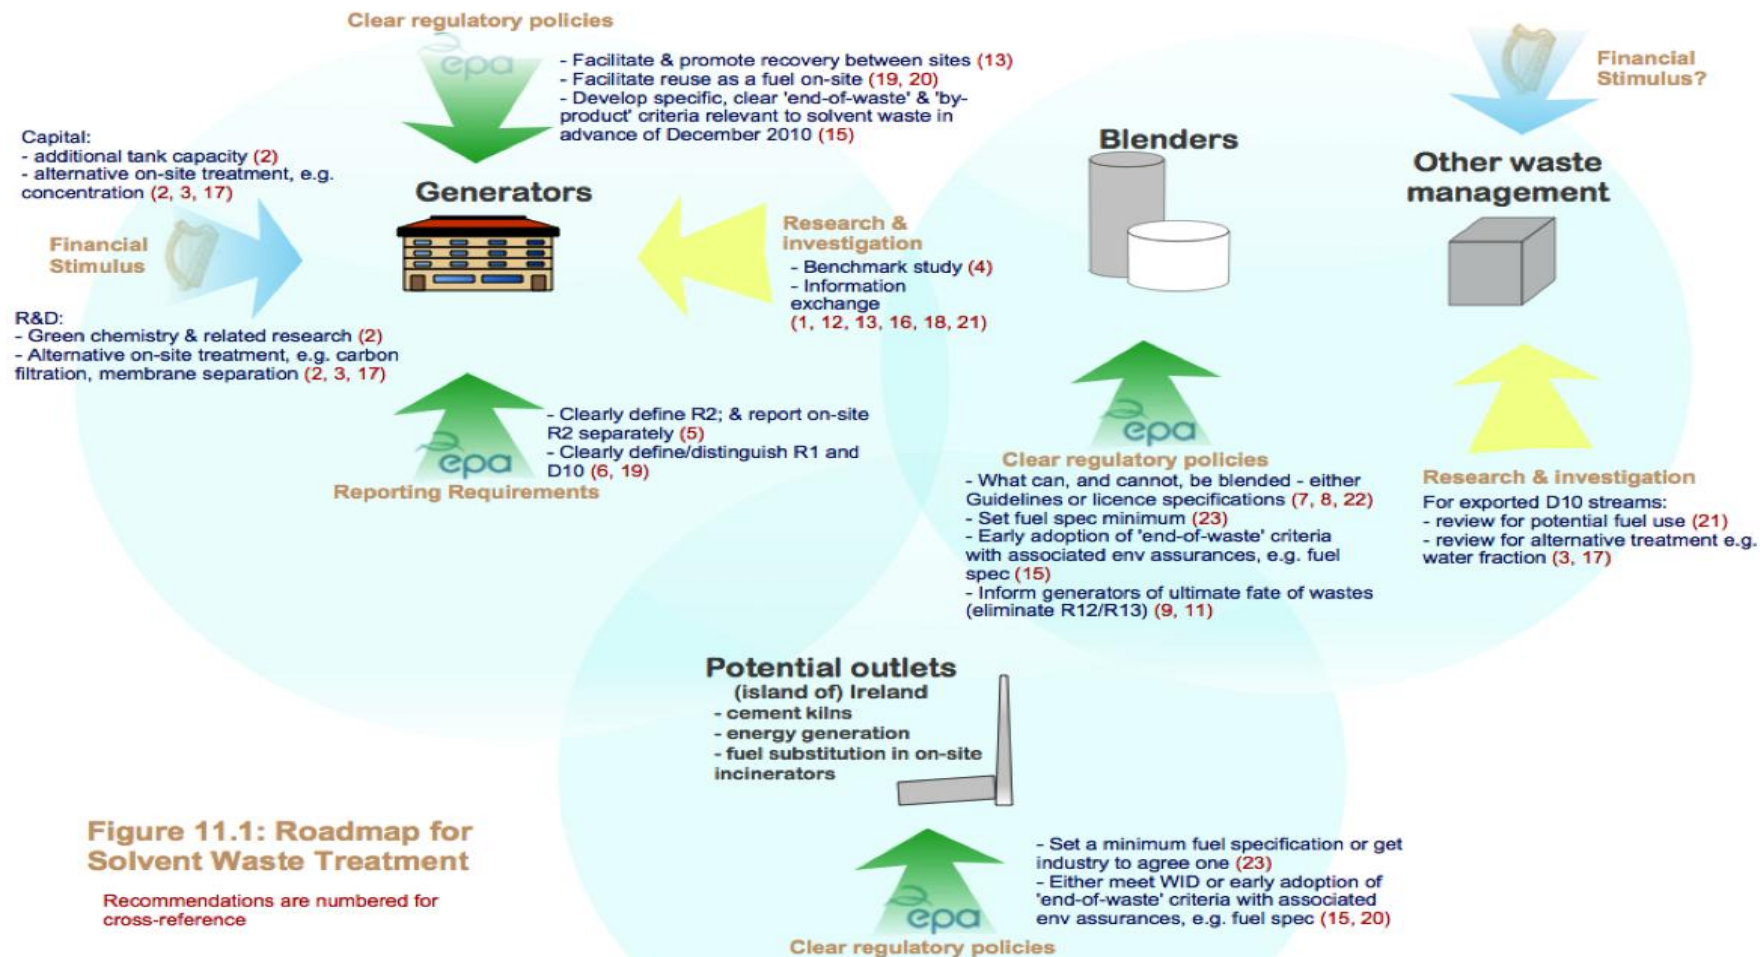 Clear regulatory policies
epa
- Facilitate & promote recovery between sites (13)
- Facilitate reuse as a fuel on-site (19, 20)
- Develop specific, clear 'end-of-waste' & 'by-
product' criteria relevant to solvent waste in
advance of December 2010 (15)
Capital:
- additional tank capacity (2)
- alternative on-site treatment, e.g.
concentration (2, 3, 17)
Generators
Financial
Stimulus
R&D:
- Green chemistry & related research (2)
- Alternative on-site treatment, e.g. carbon
filtration, membrane separation (2, 3, 17)
Research &
investigation
- Benchmark study (4)
- Information
exchange
(1, 12, 13, 16, 18, 21)
epa
- Clearly define R2; & report on-site
R2 separately (5)
- Clearly define/distinguish R1 and
D10 (6, 19)
Reporting Requirements
Blenders
epa
Clear regulatory policies
- What can, and cannot, be blended - either
Guidelines or licence specifications (7, 8, 22)
- Set fuel spec minimum (23)
- Early adoption of 'end-of-waste' criteria
with associated env assurances, e.g. fuel
spec (15)
- Inform generators of ultimate fate of wastes
(eliminate R12/R13) (9, 11)
Financial
Stimulus?
Other waste
management
Research & investigation
For exported D10 streams:
- review for potential fuel use (21)
- review for alternative treatment e.g.
water fraction (3, 17)
Potential outlets
(island of) Ireland
- cement kilns
- energy generation
- fuel substitution in on-site
incinerators
epa
- Set a minimum fuel specification or get
industry to agree one (23)
- Either meet WID or early adoption of
'end-of-waste' criteria with associated
env assurances, e.g. fuel spec (15, 20)
Clear regulatory policies
Figure 11.1: Roadmap for
Solvent Waste Treatment
Recommendations are numbered for
cross-reference